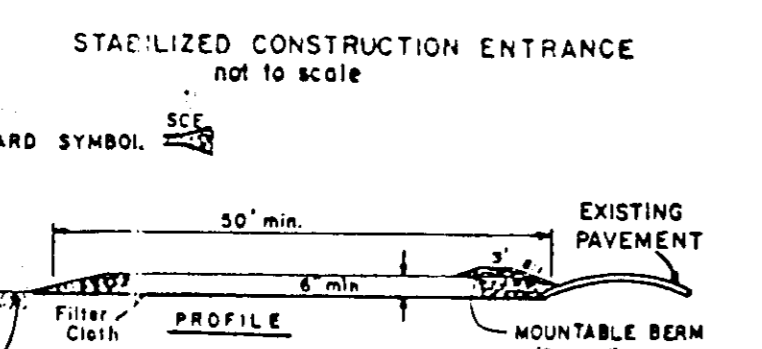 STABILIZED CONSTRUCTION ENTRANCE
not to scale
SCE
ARD SYMBOL
50' min.
EXISTING
PAVEMENT
3'
6" min
Filter
Cloth
PROFILE
MOUNTABLE BERM